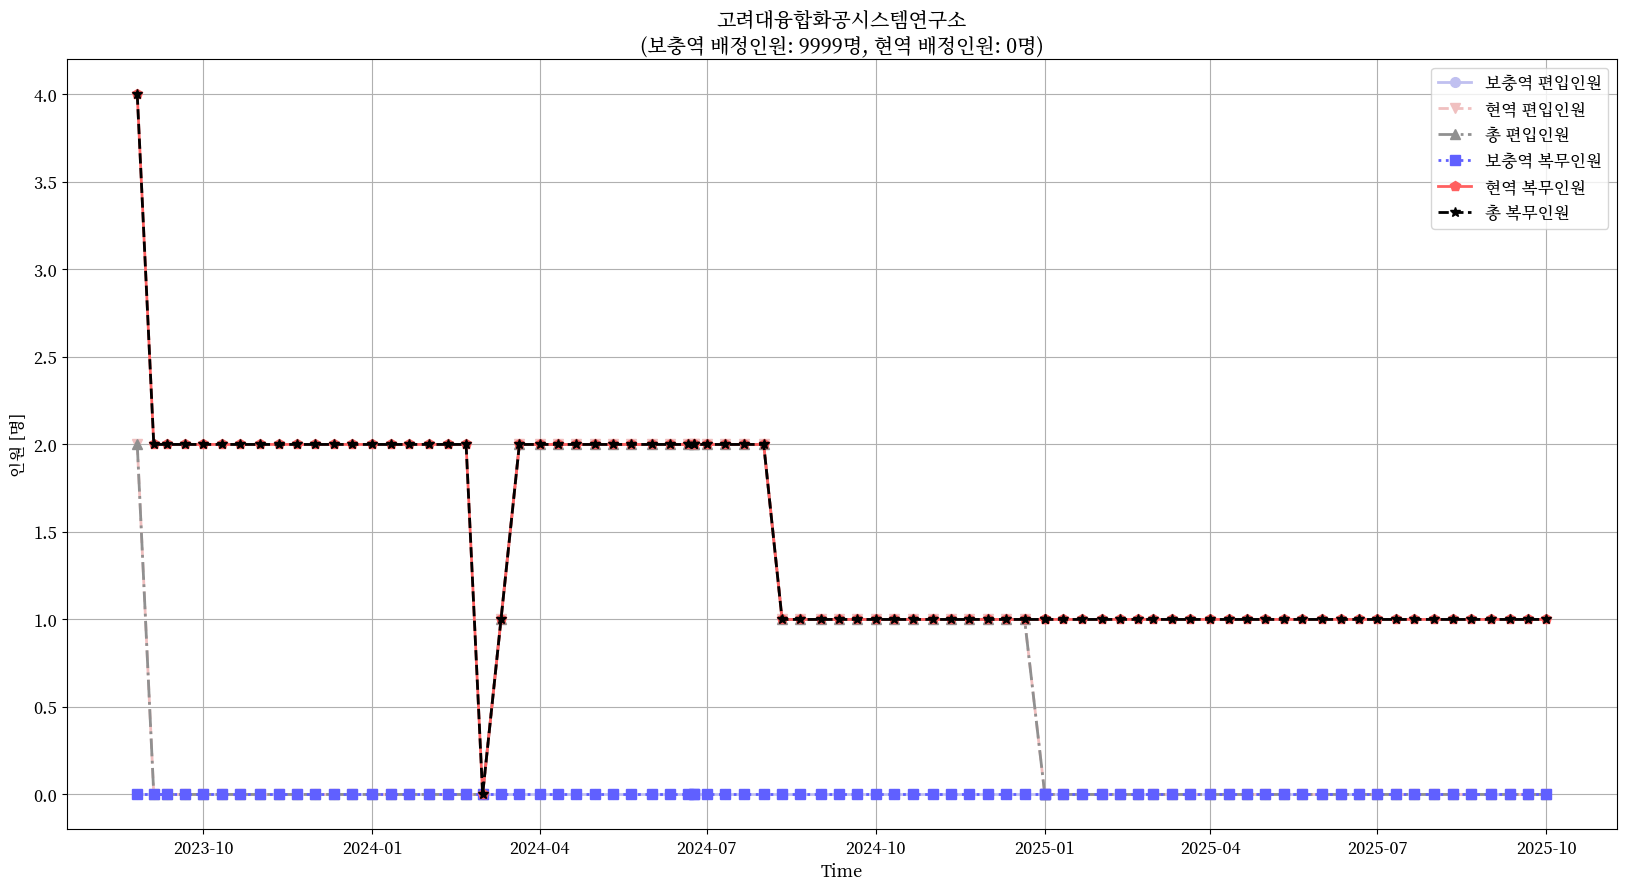 고려대융합화공시스템연구소
(보충역 배정인원: 9999명, 현역 배정인원: 0명)
보충역 편입인원
현역 편입인원
총 편입인원
보충역 복무인원
현역 복무인원
총 복무인원
4.0
3.5
3.0
2.5
2.0
1.5
1.0
0.5
0.0
인원 [명]
2023-10
2024-01
2024-04
2024-07
2024-10
2025-01
2025-04
2025-07
2025-10
Time